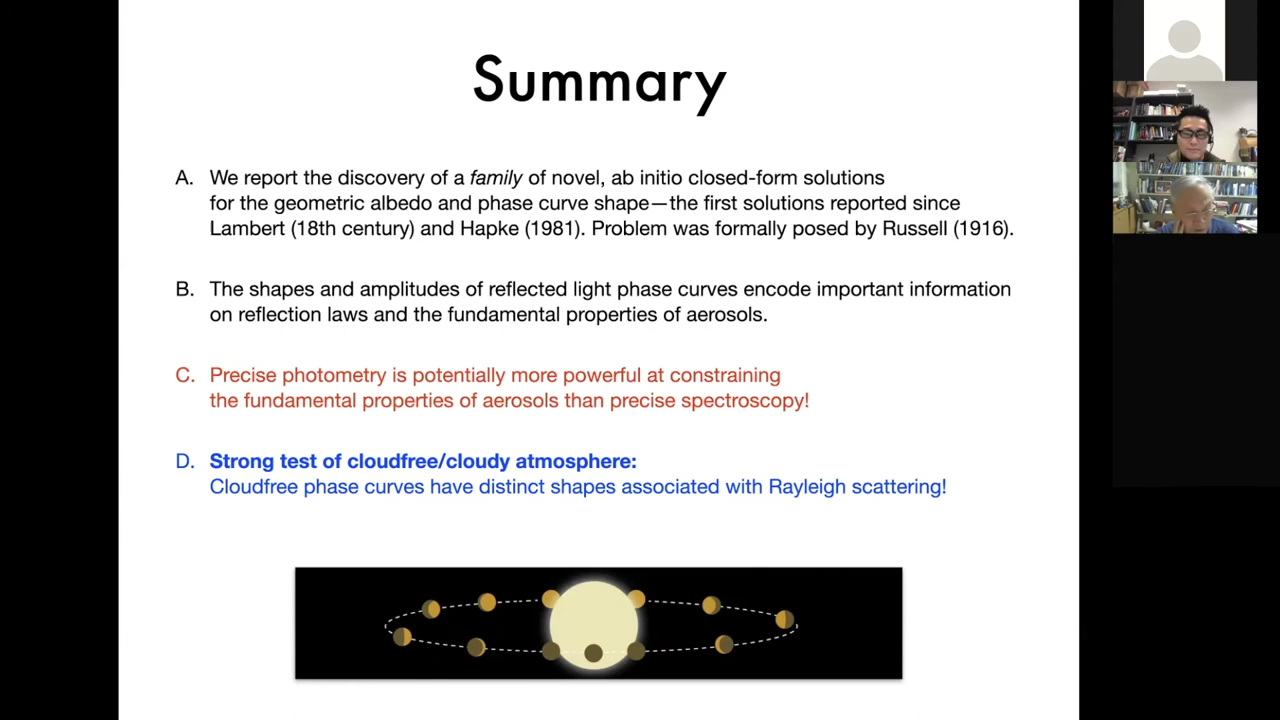 Summary
A. We report the discovery of a family of novel, ab initio closed-form solutions
for the geometric albedo and phase curve shape—the first solutions reported since
Lambert (18th century) and Hapke (1981). Problem was formally posed by Russell (1916).
B. The shapes and amplitudes of reflected light phase curves encode important information
on reflection laws and the fundamental properties of aerosols.
C. Precise photometry is potentially more powerful at constraining
the fundamental properties of aerosols than precise spectroscopy!
D. Strong test of cloudfree/cloudy atmosphere:
Cloudfree phase curves have distinct shapes associated with Rayleigh scattering!